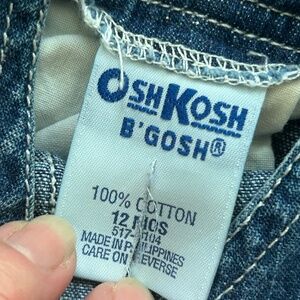 OSHKOSH
B'GOSH®
100% COTTON
12 MOS
MADE IN PHILIPPINES
CARE ON REVERSE